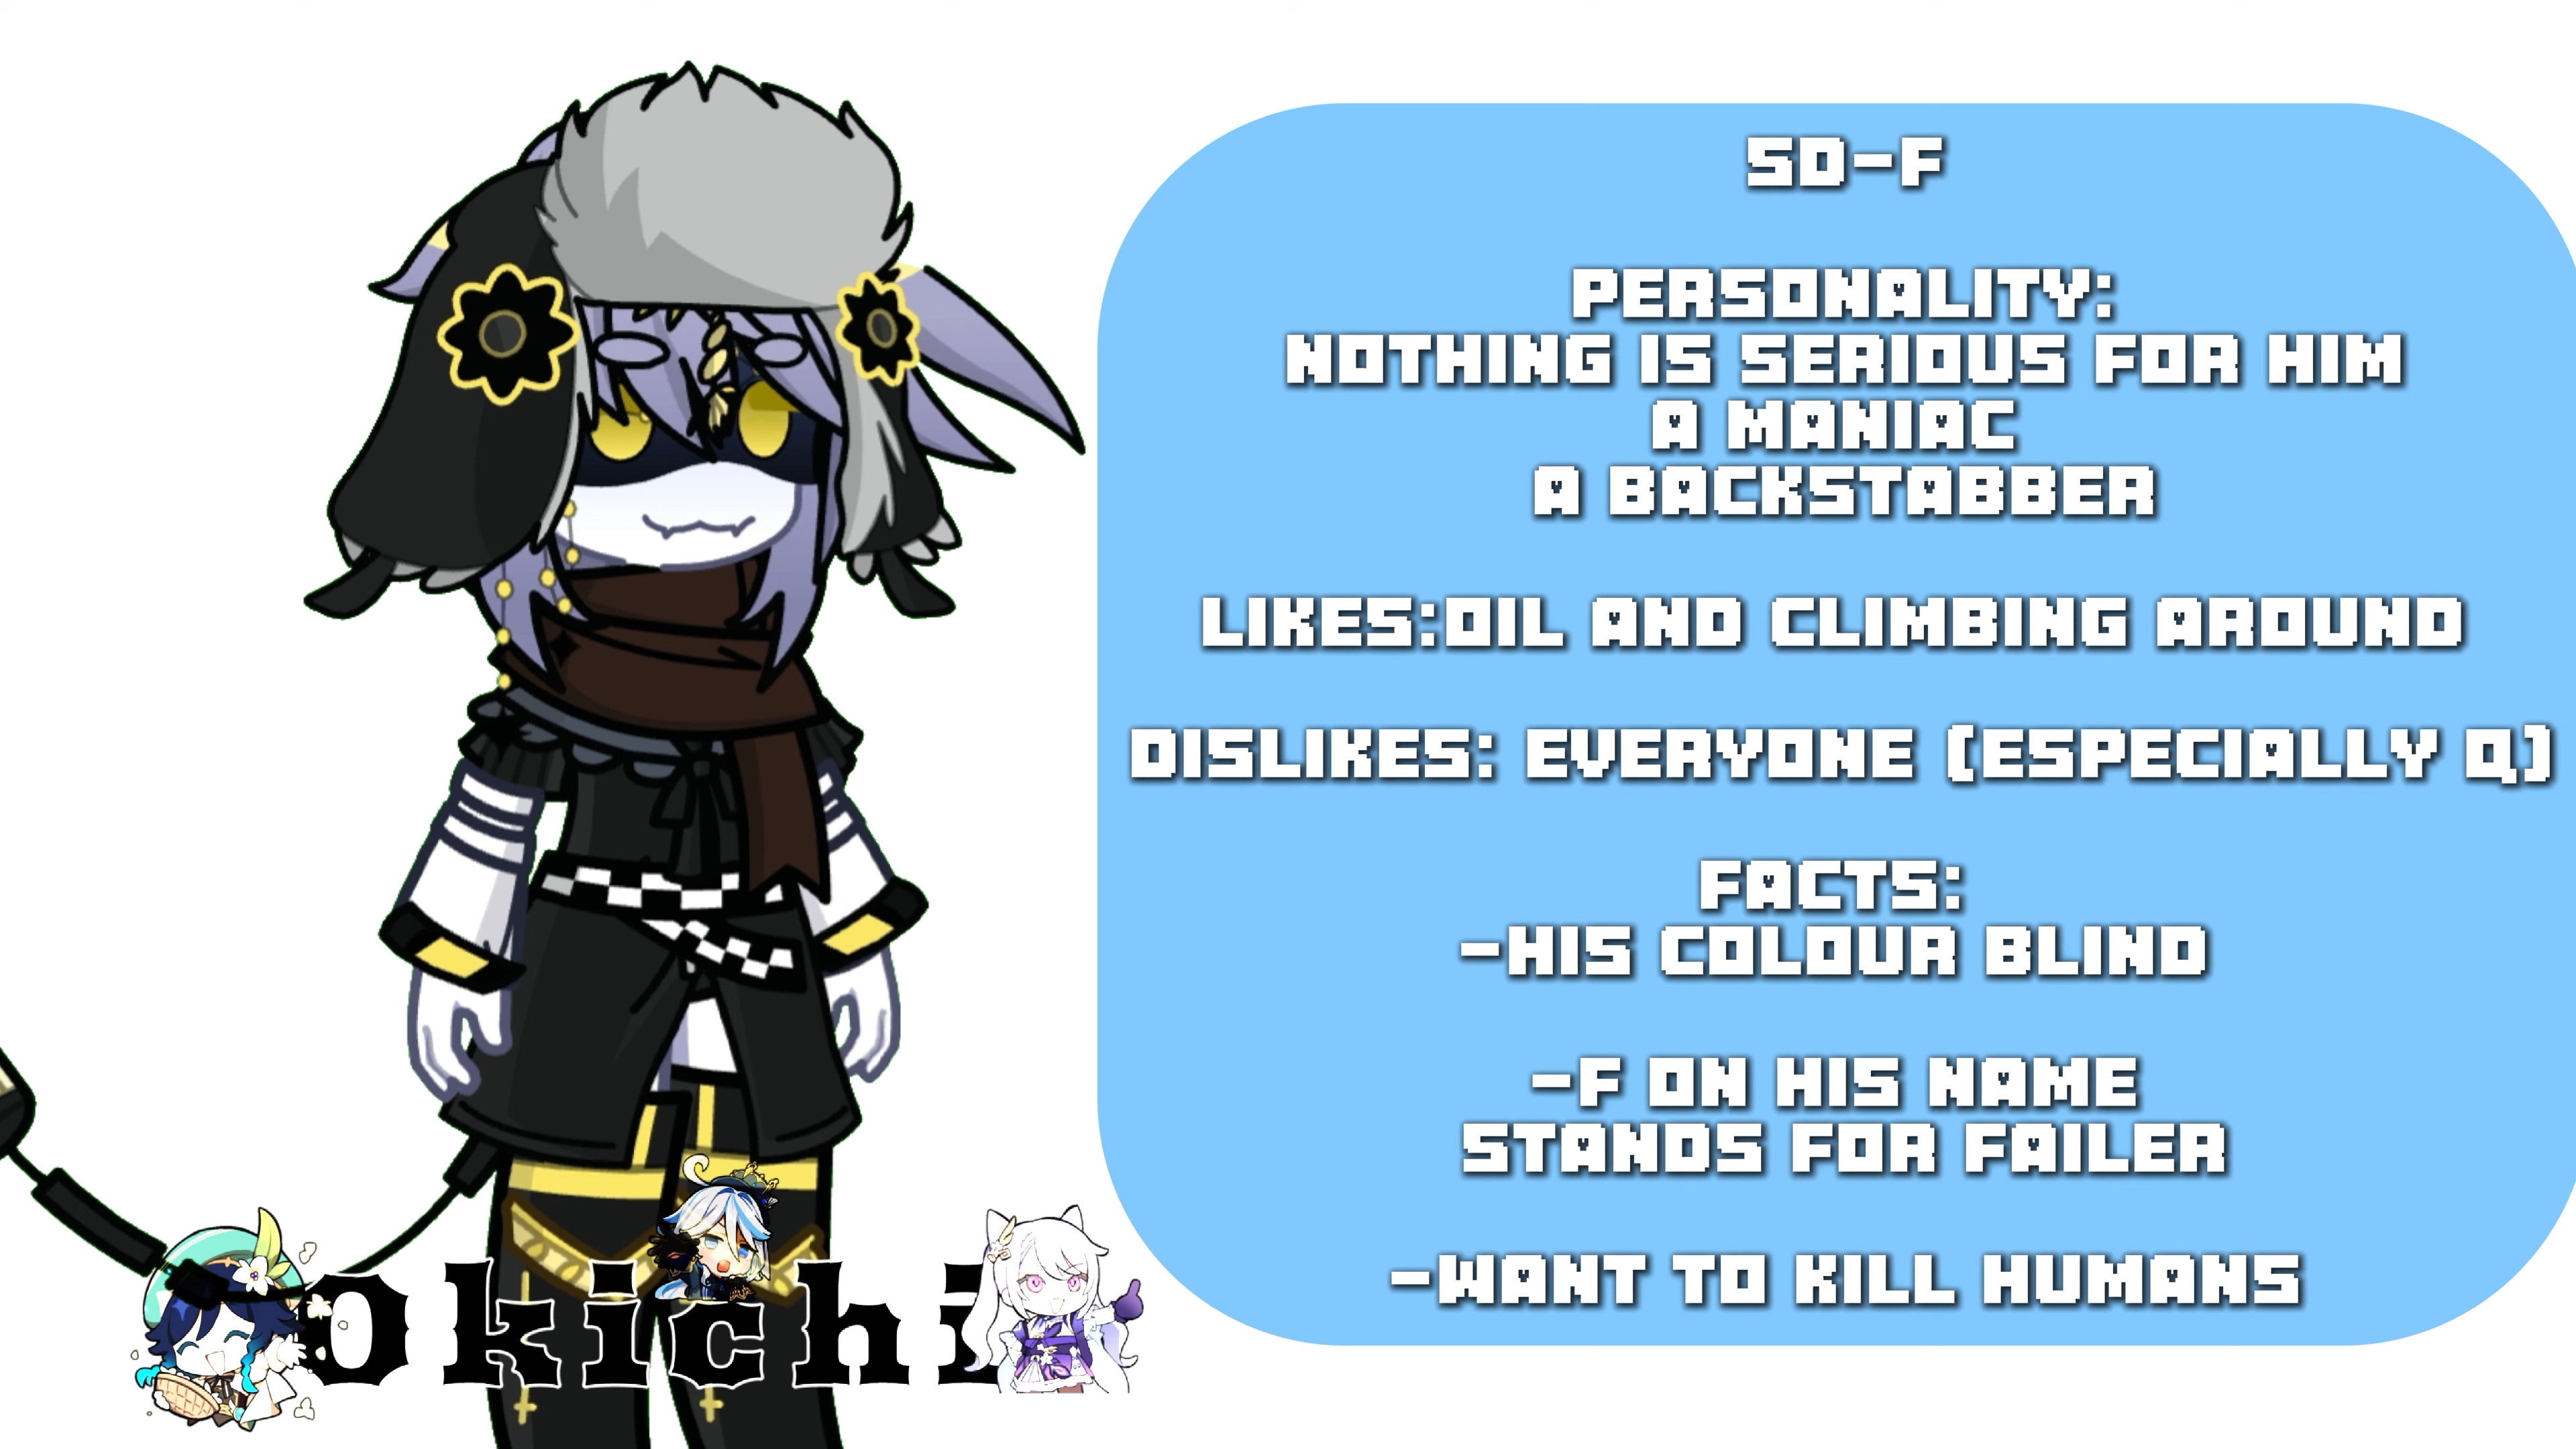 SD-F
PERSONALITY:
NOTHING IS SERIOUS FOR HIM
A MANIAC
A BACKSTABBER
LIKES:OIL AND CLIMBING AROUND
DISLIKES: EVERYONE (ESPECIALLY Q)
FACTS:
-HIS COLOUR BLIND
-F ON HIS NAME
STANDS FOR FAILER
-WANT TO KILL HUMANS
Okichi